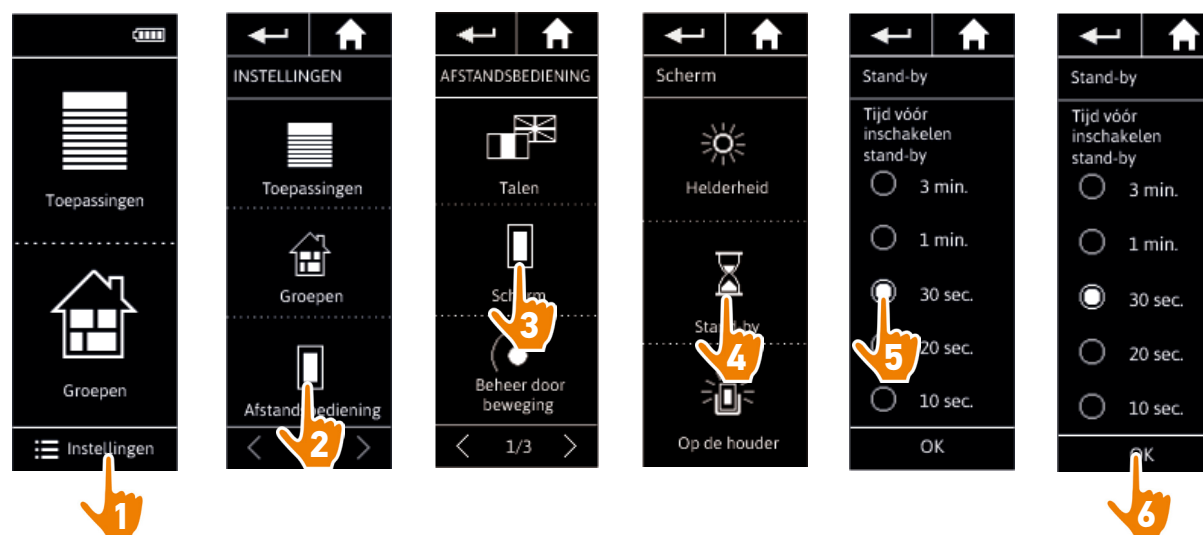 Toepassingen
Groepen
Instellingen
1
INSTELLINGEN
Toepassingen
Groepen
Afstandsbediening
2
AFSTANDSBEDIENING
Talen
Scherm
3
Beheer door
beweging
1/3
Scherm
Helderheid
Stand-by
4
Op de houder
Stand-by
Tijd vóór
inschakelen
stand-by
3 min.
1 min.
30 sec.
5
20 sec.
10 sec.
OK
Stand-by
Tijd vóór
inschakelen
stand-by
3 min.
1 min.
30 sec.
20 sec.
10 sec.
OK
6